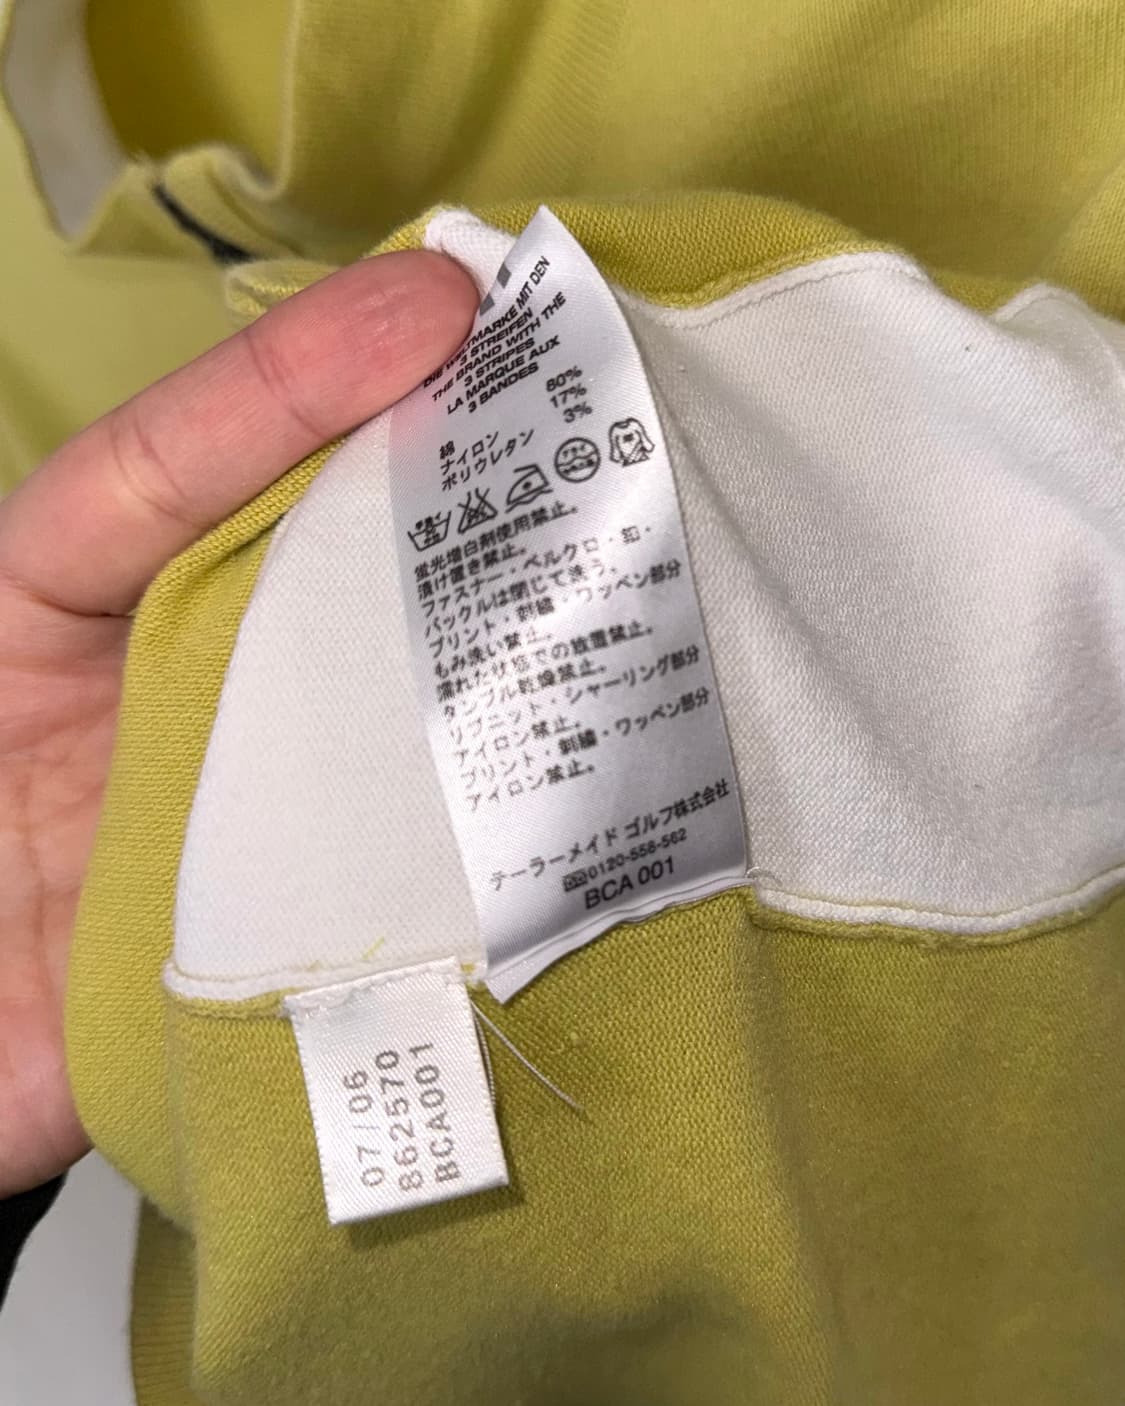 DIE WELTMARKE MIT DEN
3 STREIFEN
THE BRAND WITH THE
3 STRIPES
LA MARQUE AUX
3 BANDES
綿 80%
ナイロン 17%
ポリウレタン 3%
蛍光増白剤使用禁止。
漬け置き禁止。
ファスナー・ベルクロ・釦・
バックルは閉じて洗う。
プリント・刺繍・ワッペン部分
もみ洗い禁止。
濡れた状態での放置禁止。
タンブル乾燥禁止。
リブニット・シャーリング部分
アイロン禁止。
プリント・刺繍・ワッペン部分
アイロン禁止。
テーラーメイド ゴルフ株式会社
0120-558-562
BCA 001
07/06
862570
BCA001